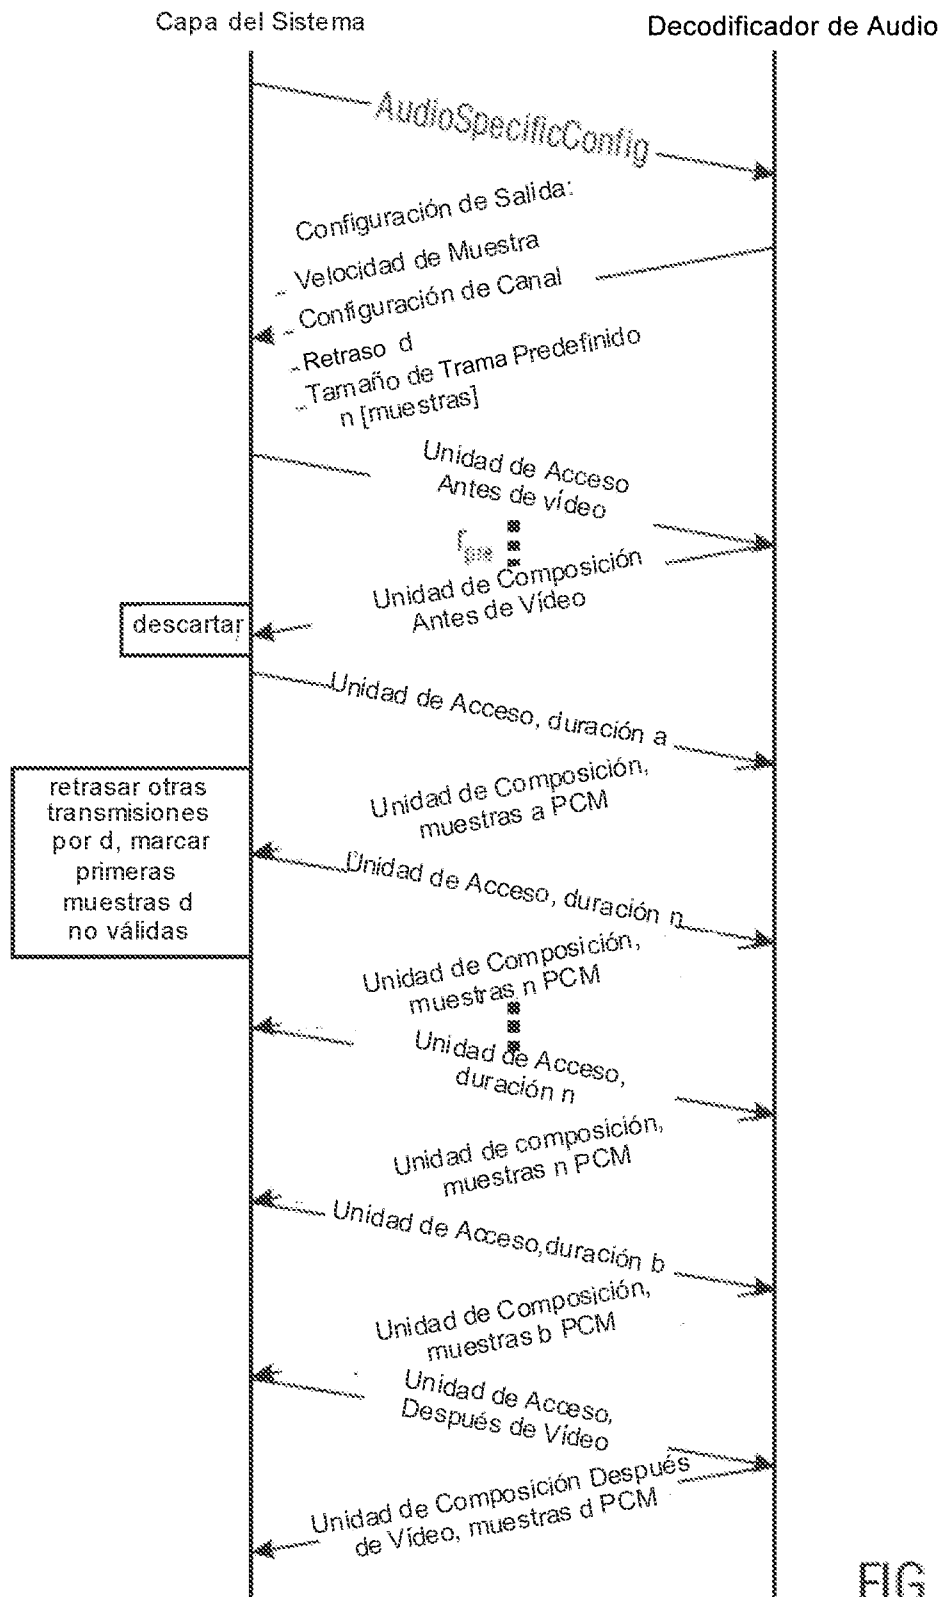 Capa del Sistema
Decodificador de Audio
AudioSpecificConfig
Configuración de Salida:
- Velocidad de Muestra
- Configuración de Canal
- Retraso d
- Tamaño de Trama Predefinido
n [muestras]
Unidad de Acceso
Antes de vídeo
r_pre
Unidad de Composición
Antes de Vídeo
descartar
Unidad de Acceso, duración a
Unidad de Composición,
muestras a PCM
retrasar otras
transmisiones
por d, marcar
primeras
muestras d
no válidas
Unidad de Acceso, duración n
Unidad de Composición,
muestras n PCM
Unidad de Acceso,
duración n
Unidad de composición,
muestras n PCM
Unidad de Acceso,duración b
Unidad de Composición,
muestras b PCM
Unidad de Acceso,
Después de Vídeo
Unidad de Composición Después
de Vídeo, muestras d PCM
FIG